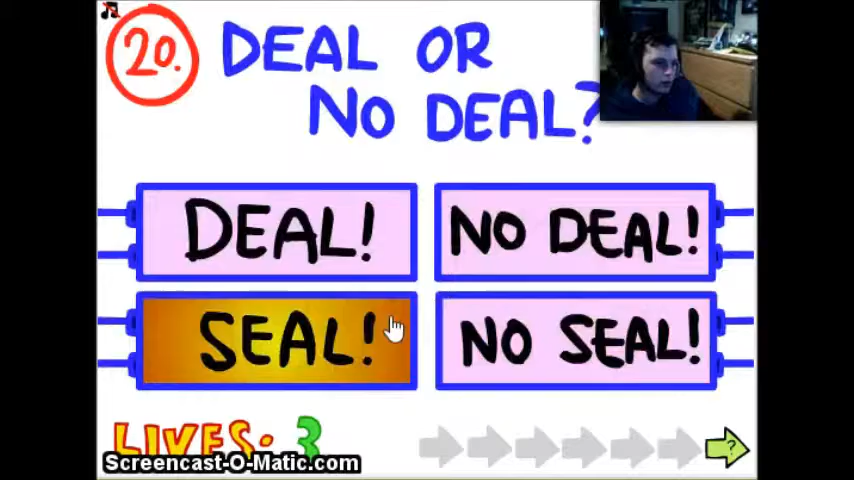 20. DEAL OR
NO DEAL?
DEAL!
NO DEAL!
SEAL!
NO SEAL!
LIVES: 3
?
Screencast-O-Matic.com